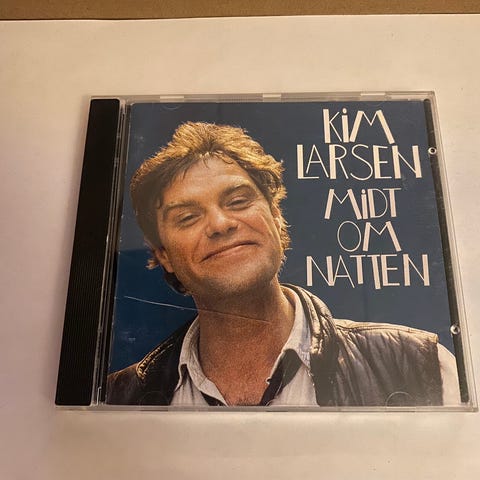 KiM
LARSEN
MiDT
OM
NATTEN